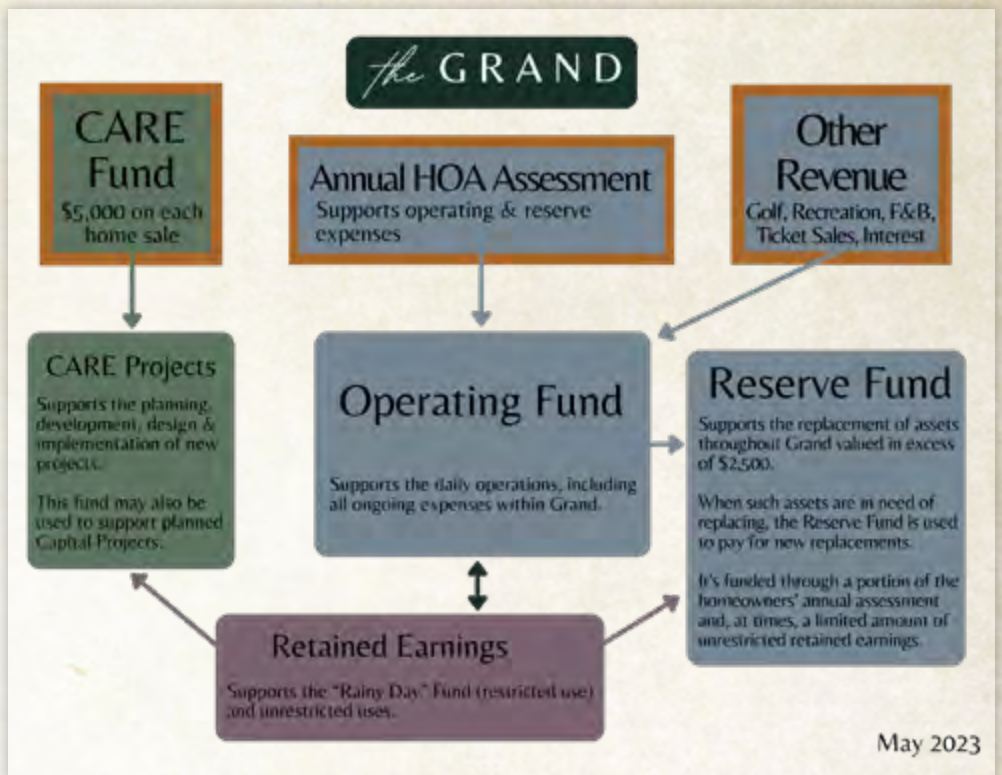 the GRAND
CARE
Fund
$5,000 on each
home sale
Annual HOA Assessment
Supports operating & reserve
expenses
Other
Revenue
Golf, Recreation, F&B,
Ticket Sales, Interest
CARE Projects
Supports the planning,
development, design &
implementation of new
projects.
This fund may also be
used to support planned
Capital Projects.
Operating Fund
Supports the daily operations, including
all ongoing expenses within Grand.
Reserve Fund
Supports the replacement of assets
throughout Grand valued in excess
of $2,500.
When such assets are in need of
replacing, the Reserve Fund is used
to pay for new replacements.
It's funded through a portion of the
homeowners' annual assessment
and, at times, a limited amount of
unrestricted retained earnings.
Retained Earnings
Supports the "Rainy Day" Fund (restricted use)
and unrestricted uses.
May 2023